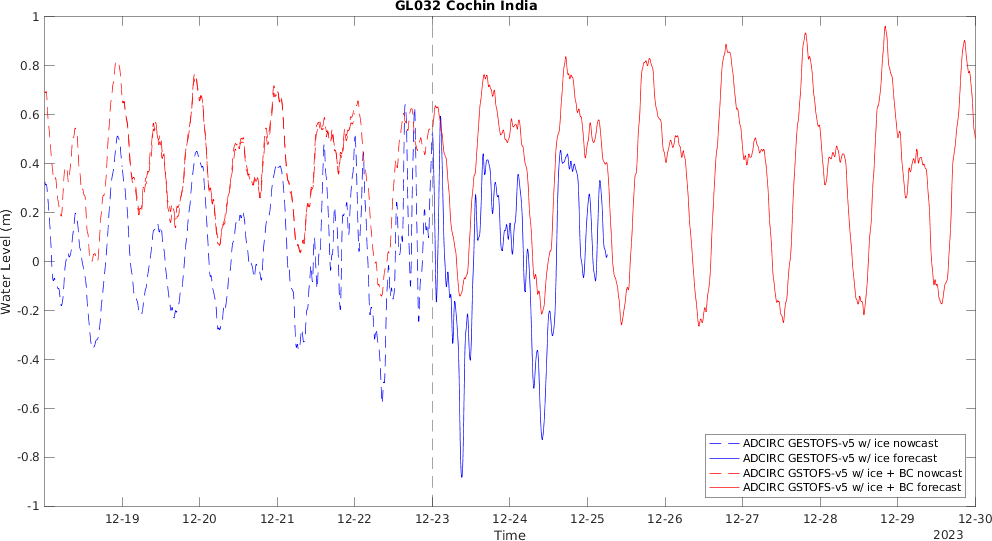 GL032 Cochin India
1
0.8
0.6
0.4
0.2
0
-0.2
-0.4
-0.6
-0.8
-1
Water Level (m)
12-19 12-20 12-21 12-22 12-23 12-24 12-25 12-26 12-27 12-28 12-29 12-30
Time
2023
ADCIRC GESTOFS-v5 w/ ice nowcast
ADCIRC GESTOFS-v5 w/ ice forecast
ADCIRC GSTOFS-v5 w/ ice + BC nowcast
ADCIRC GSTOFS-v5 w/ ice + BC forecast